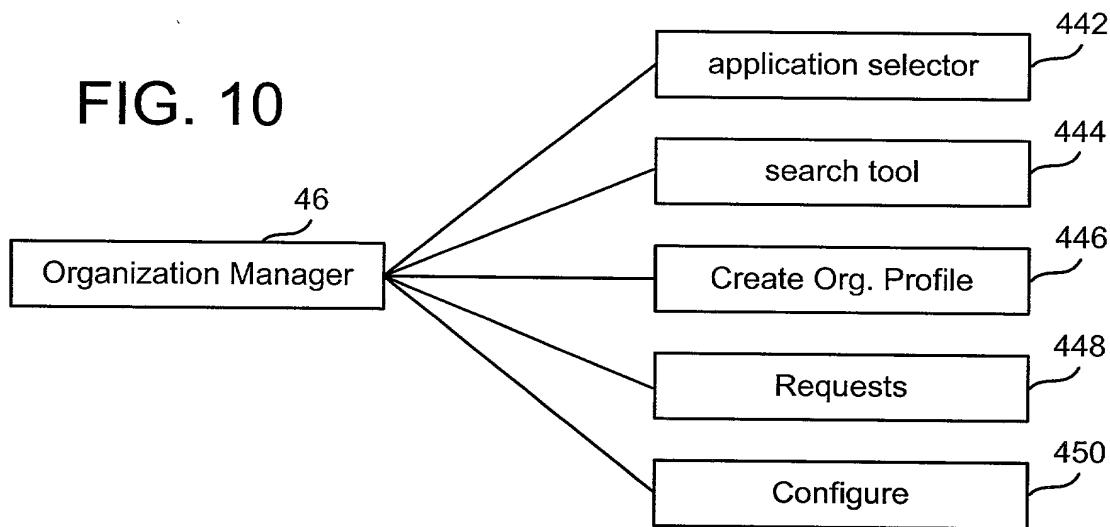 442
application selector
FIG. 10
444
search tool
46
Organization Manager
446
Create Org. Profile
448
Requests
450
Configure